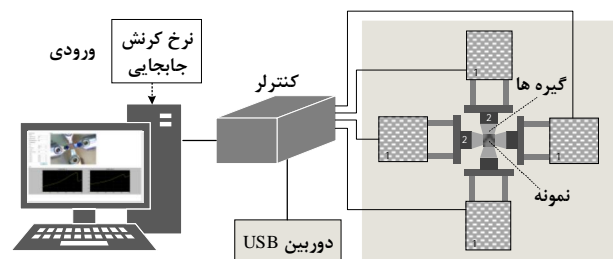 نرخ کرنش
جابجایی
ورودی
کنترلر
دوربین USB
گیره ها
نمونه
1
2
2
1
1
1